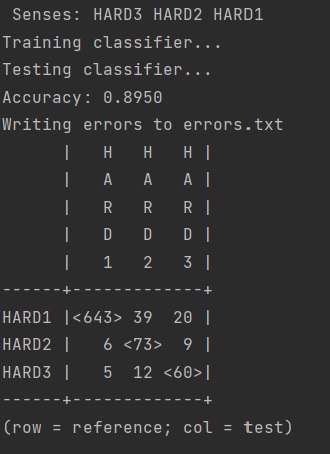 Senses: HARD3 HARD2 HARD1
Training classifier...
Testing classifier...
Accuracy: 0.8950
Writing errors to errors.txt
      |   H   H   H |
      |   A   A   A |
      |   R   R   R |
      |   D   D   D |
      |   1   2   3 |
------+-------------+
HARD1 |<643> 39  20 |
HARD2 |   6 <73>  9 |
HARD3 |   5  12 <60>|
------+-------------+
(row = reference; col = test)